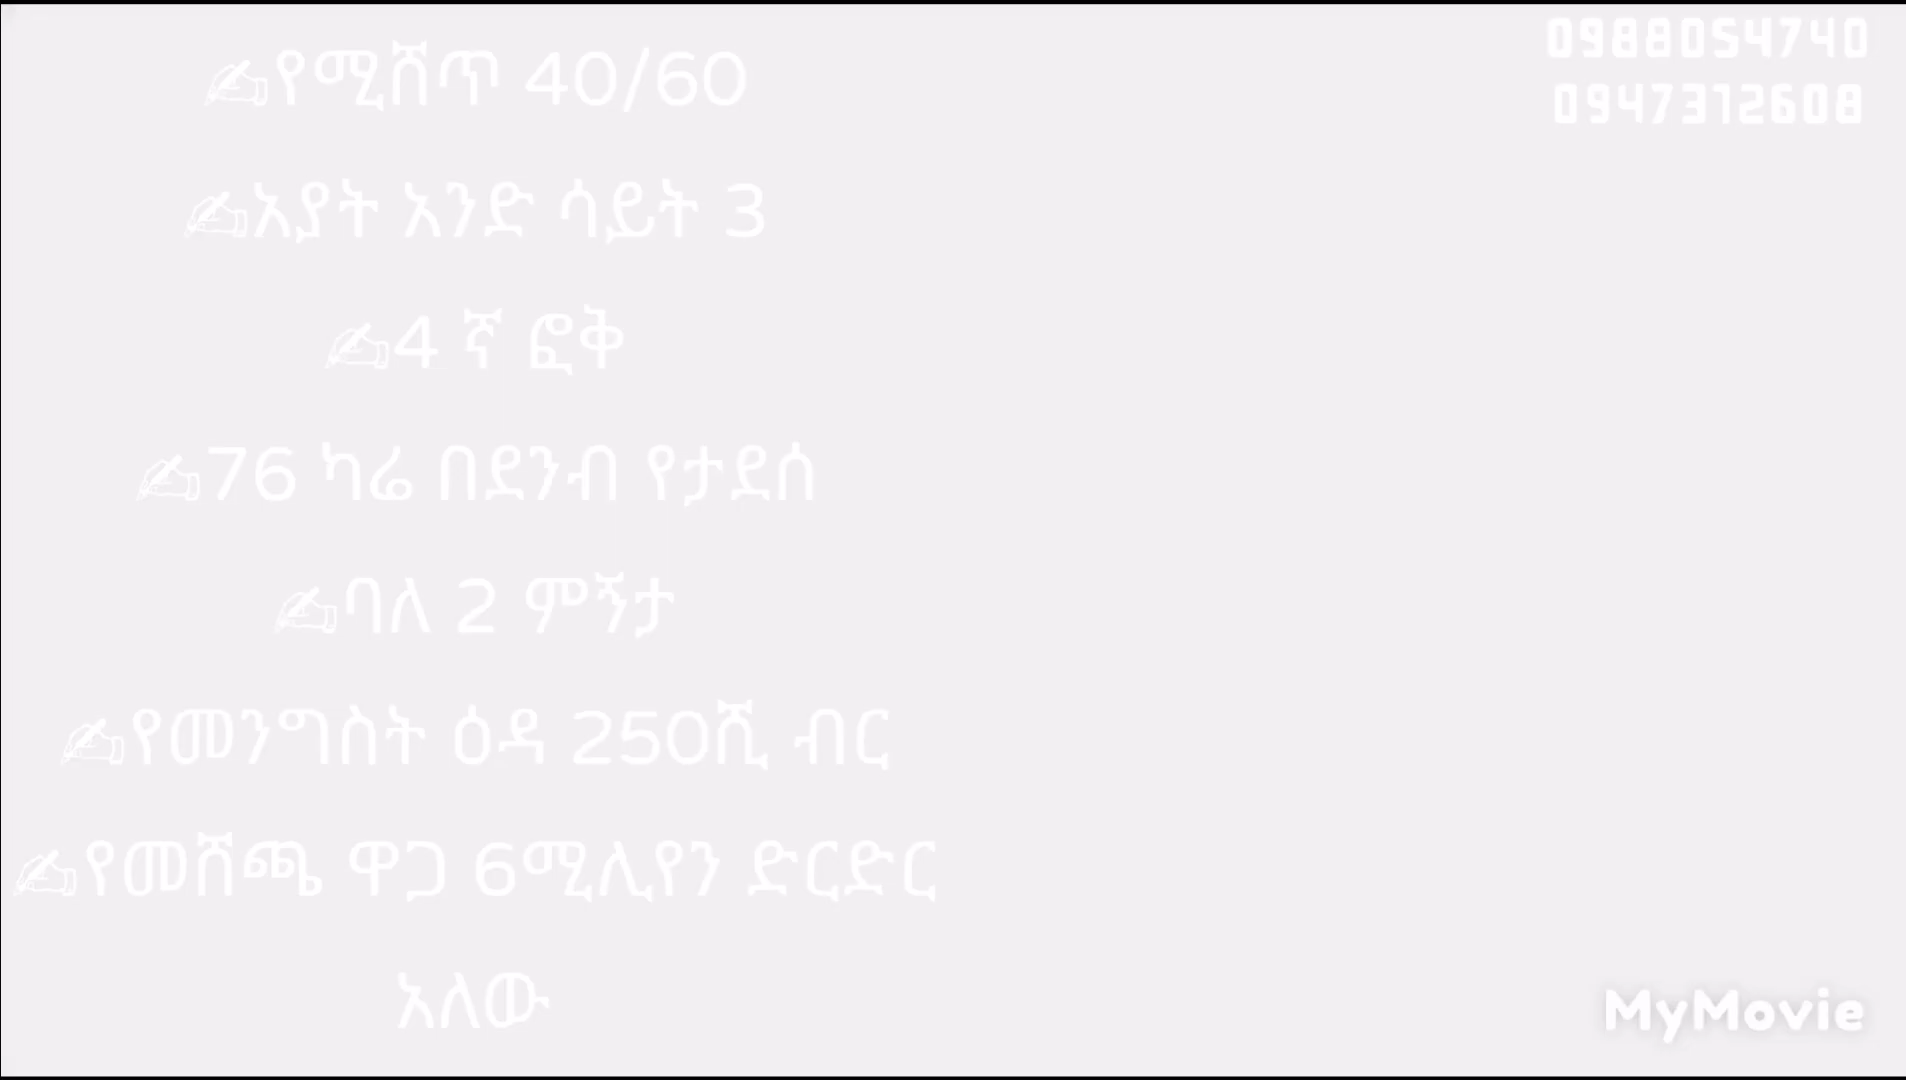 ✍የሚሸጥ 40/60
✍አያት አንድ ሳይት 3
✍4 ኛ ፎቅ
✍76 ካሬ በደንብ የታደሰ
✍ባለ 2 ምኝታ
✍የመንግስት ዕዳ 250ሺ ብር
✍የመሸጫ ዋጋ 6ሚሊየን ድርድር
አለው
0988054740
0947312608
MyMovie